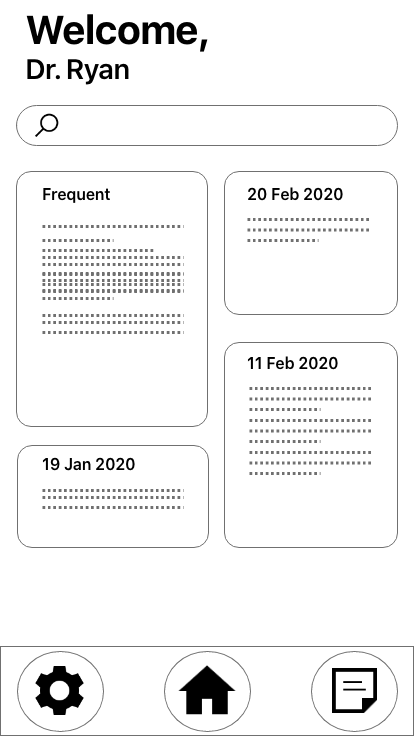 Welcome,
Dr. Ryan
Frequent
20 Feb 2020
11 Feb 2020
19 Jan 2020